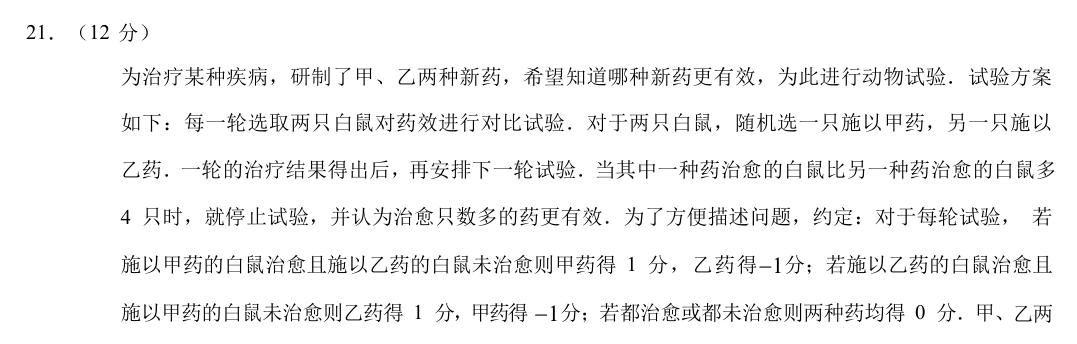 21．（12 分）
为治疗某种疾病，研制了甲、乙两种新药，希望知道哪种新药更有效，为此进行动物试验．试验方案
如下：每一轮选取两只白鼠对药效进行对比试验．对于两只白鼠，随机选一只施以甲药，另一只施以
乙药．一轮的治疗结果得出后，再安排下一轮试验．当其中一种药治愈的白鼠比另一种药治愈的白鼠多
4 只时，就停止试验，并认为治愈只数多的药更有效．为了方便描述问题，约定：对于每轮试验， 若
施以甲药的白鼠治愈且施以乙药的白鼠未治愈则甲药得 1 分，乙药得−1分；若施以乙药的白鼠治愈且
施以甲药的白鼠未治愈则乙药得 1 分，甲药得 −1分；若都治愈或都未治愈则两种药均得 0 分．甲、乙两